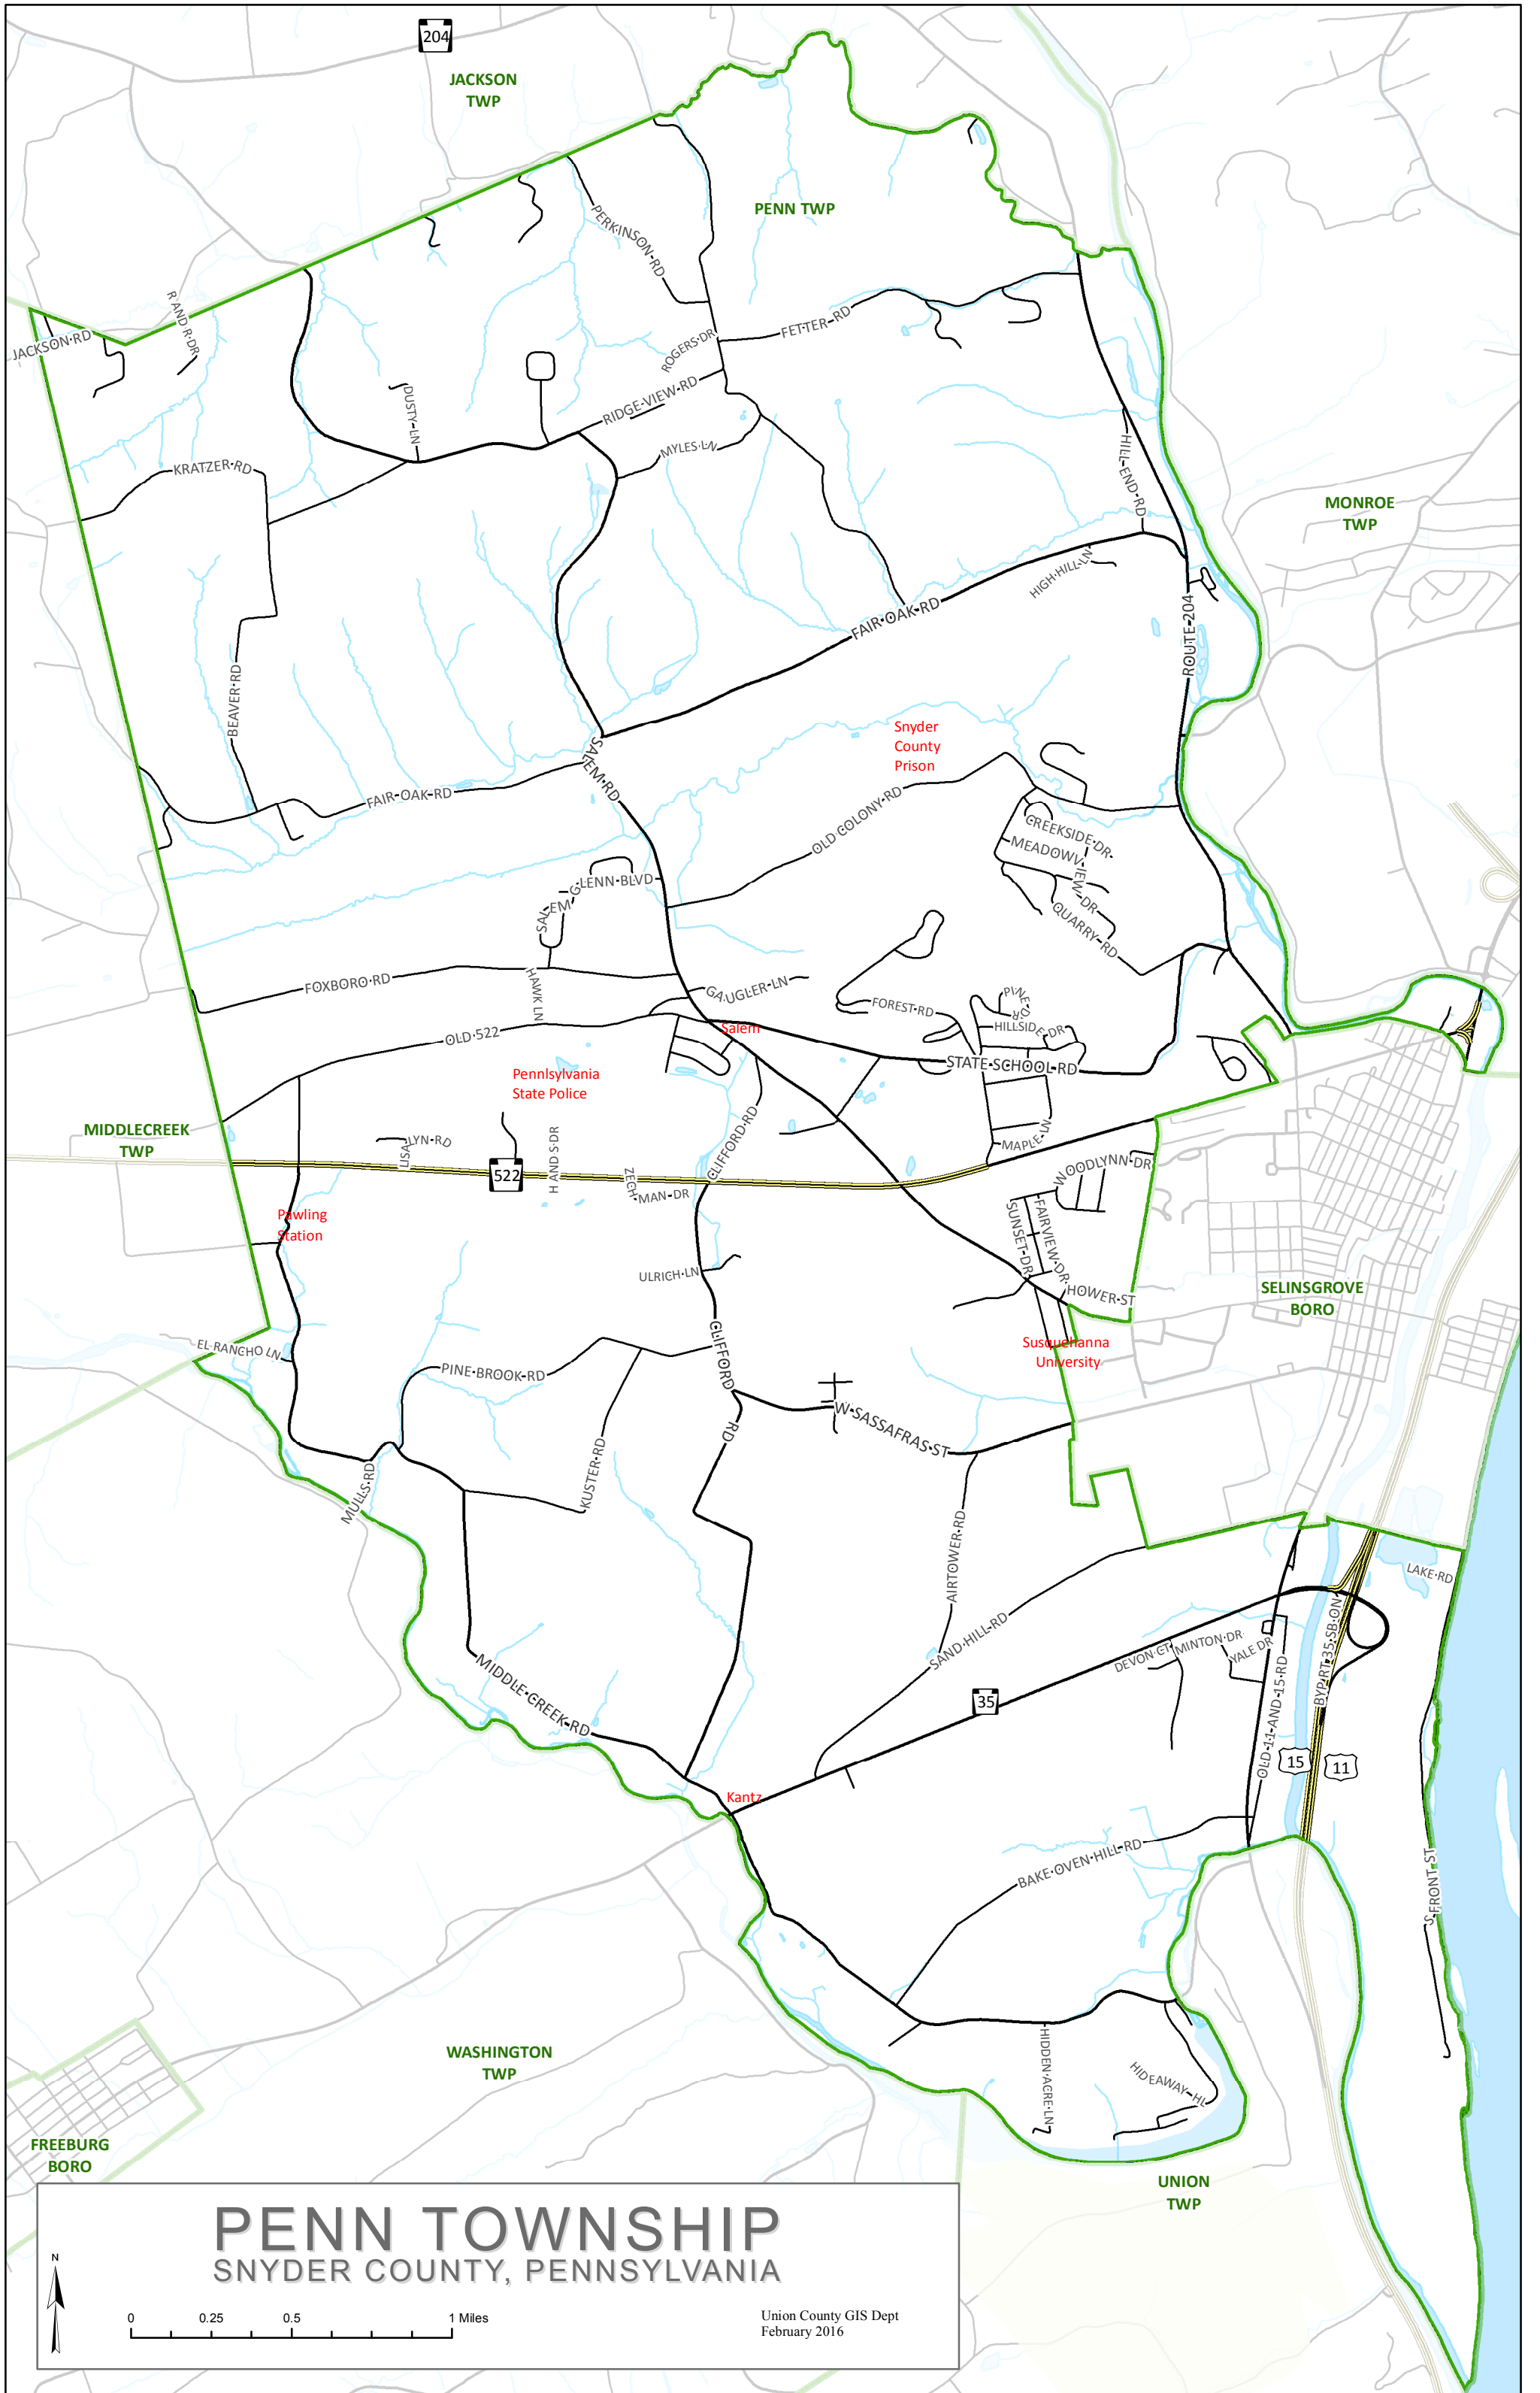 204
JACKSON
TWP
PENN TWP
PERKINSON RD
R AND R DR
JACKSON RD
FETTER RD
ROGERS DR
RIDGE VIEW RD
DUSTY LN
MYLES LN
KRATZER RD
HILL END RD
MONROE
TWP
HIGH HILL LN
FAIR OAK RD
ROUTE 204
BEAVER RD
Snyder
County
Prison
SALEM RD
FAIR OAK RD
OLD COLONY RD
CREEKSIDE DR
MEADOWVIEW DR
GLENN BLVD
SALEM
QUARRY RD
FOXBORO RD
HAWK LN
GAUGLER LN
PINE DR
FOREST RD
HILLSIDE DR
Salem
OLD 522
STATE SCHOOL RD
Pennlsylvania
State Police
MIDDLECREEK
TWP
LISA LYN RD
H AND S DR
CLIFFORD RD
MAPLE LN
522
ZECHMAN DR
WOODLYNN DR
Pawling
Station
SUNSET DR
FAIRVIEW DR
ULRICH LN
HOWER ST
SELINSGROVE
BORO
EL RANCHO LN
Susquehanna
University
PINE BROOK RD
CLIFFORD RD
W SASSAFRAS ST
KUSTER RD
MULLS RD
AIRTOWER RD
LAKE RD
SAND HILL RD
DEVON CT
MINTON DR
YALE DR
BYP RT 35 SB ON
MIDDLE CREEK RD
35
OLD 11 AND 15 RD
15
11
Kantz
BAKE OVEN HILL RD
S FRONT ST
WASHINGTON
TWP
HIDDEN ACRE LN
HIDEAWAY HL
FREEBURG
BORO
UNION
TWP
PENN TOWNSHIP
SNYDER COUNTY, PENNSYLVANIA
N
0 0.25 0.5 1 Miles
Union County GIS Dept
February 2016